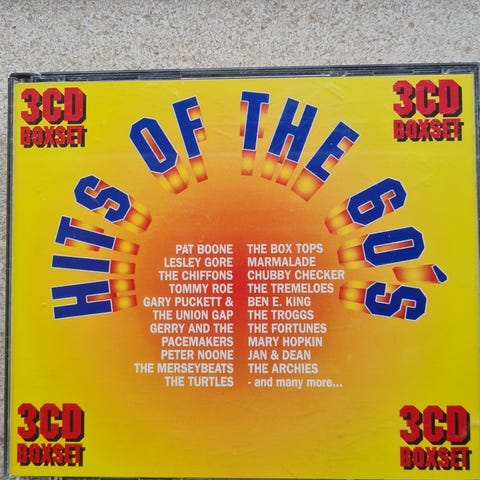 3CD
BOXSET
3CD
BOXSET
HITS OF THE 60'S
PAT BOONE
LESLEY GORE
THE CHIFFONS
TOMMY ROE
GARY PUCKETT &
THE UNION GAP
GERRY AND THE
PACEMAKERS
PETER NOONE
THE MERSEYBEATS
THE TURTLES
THE BOX TOPS
MARMALADE
CHUBBY CHECKER
THE TREMELOES
BEN E. KING
THE TROGGS
THE FORTUNES
MARY HOPKIN
JAN & DEAN
THE ARCHIES
- and many more...
3CD
BOXSET
3CD
BOXSET